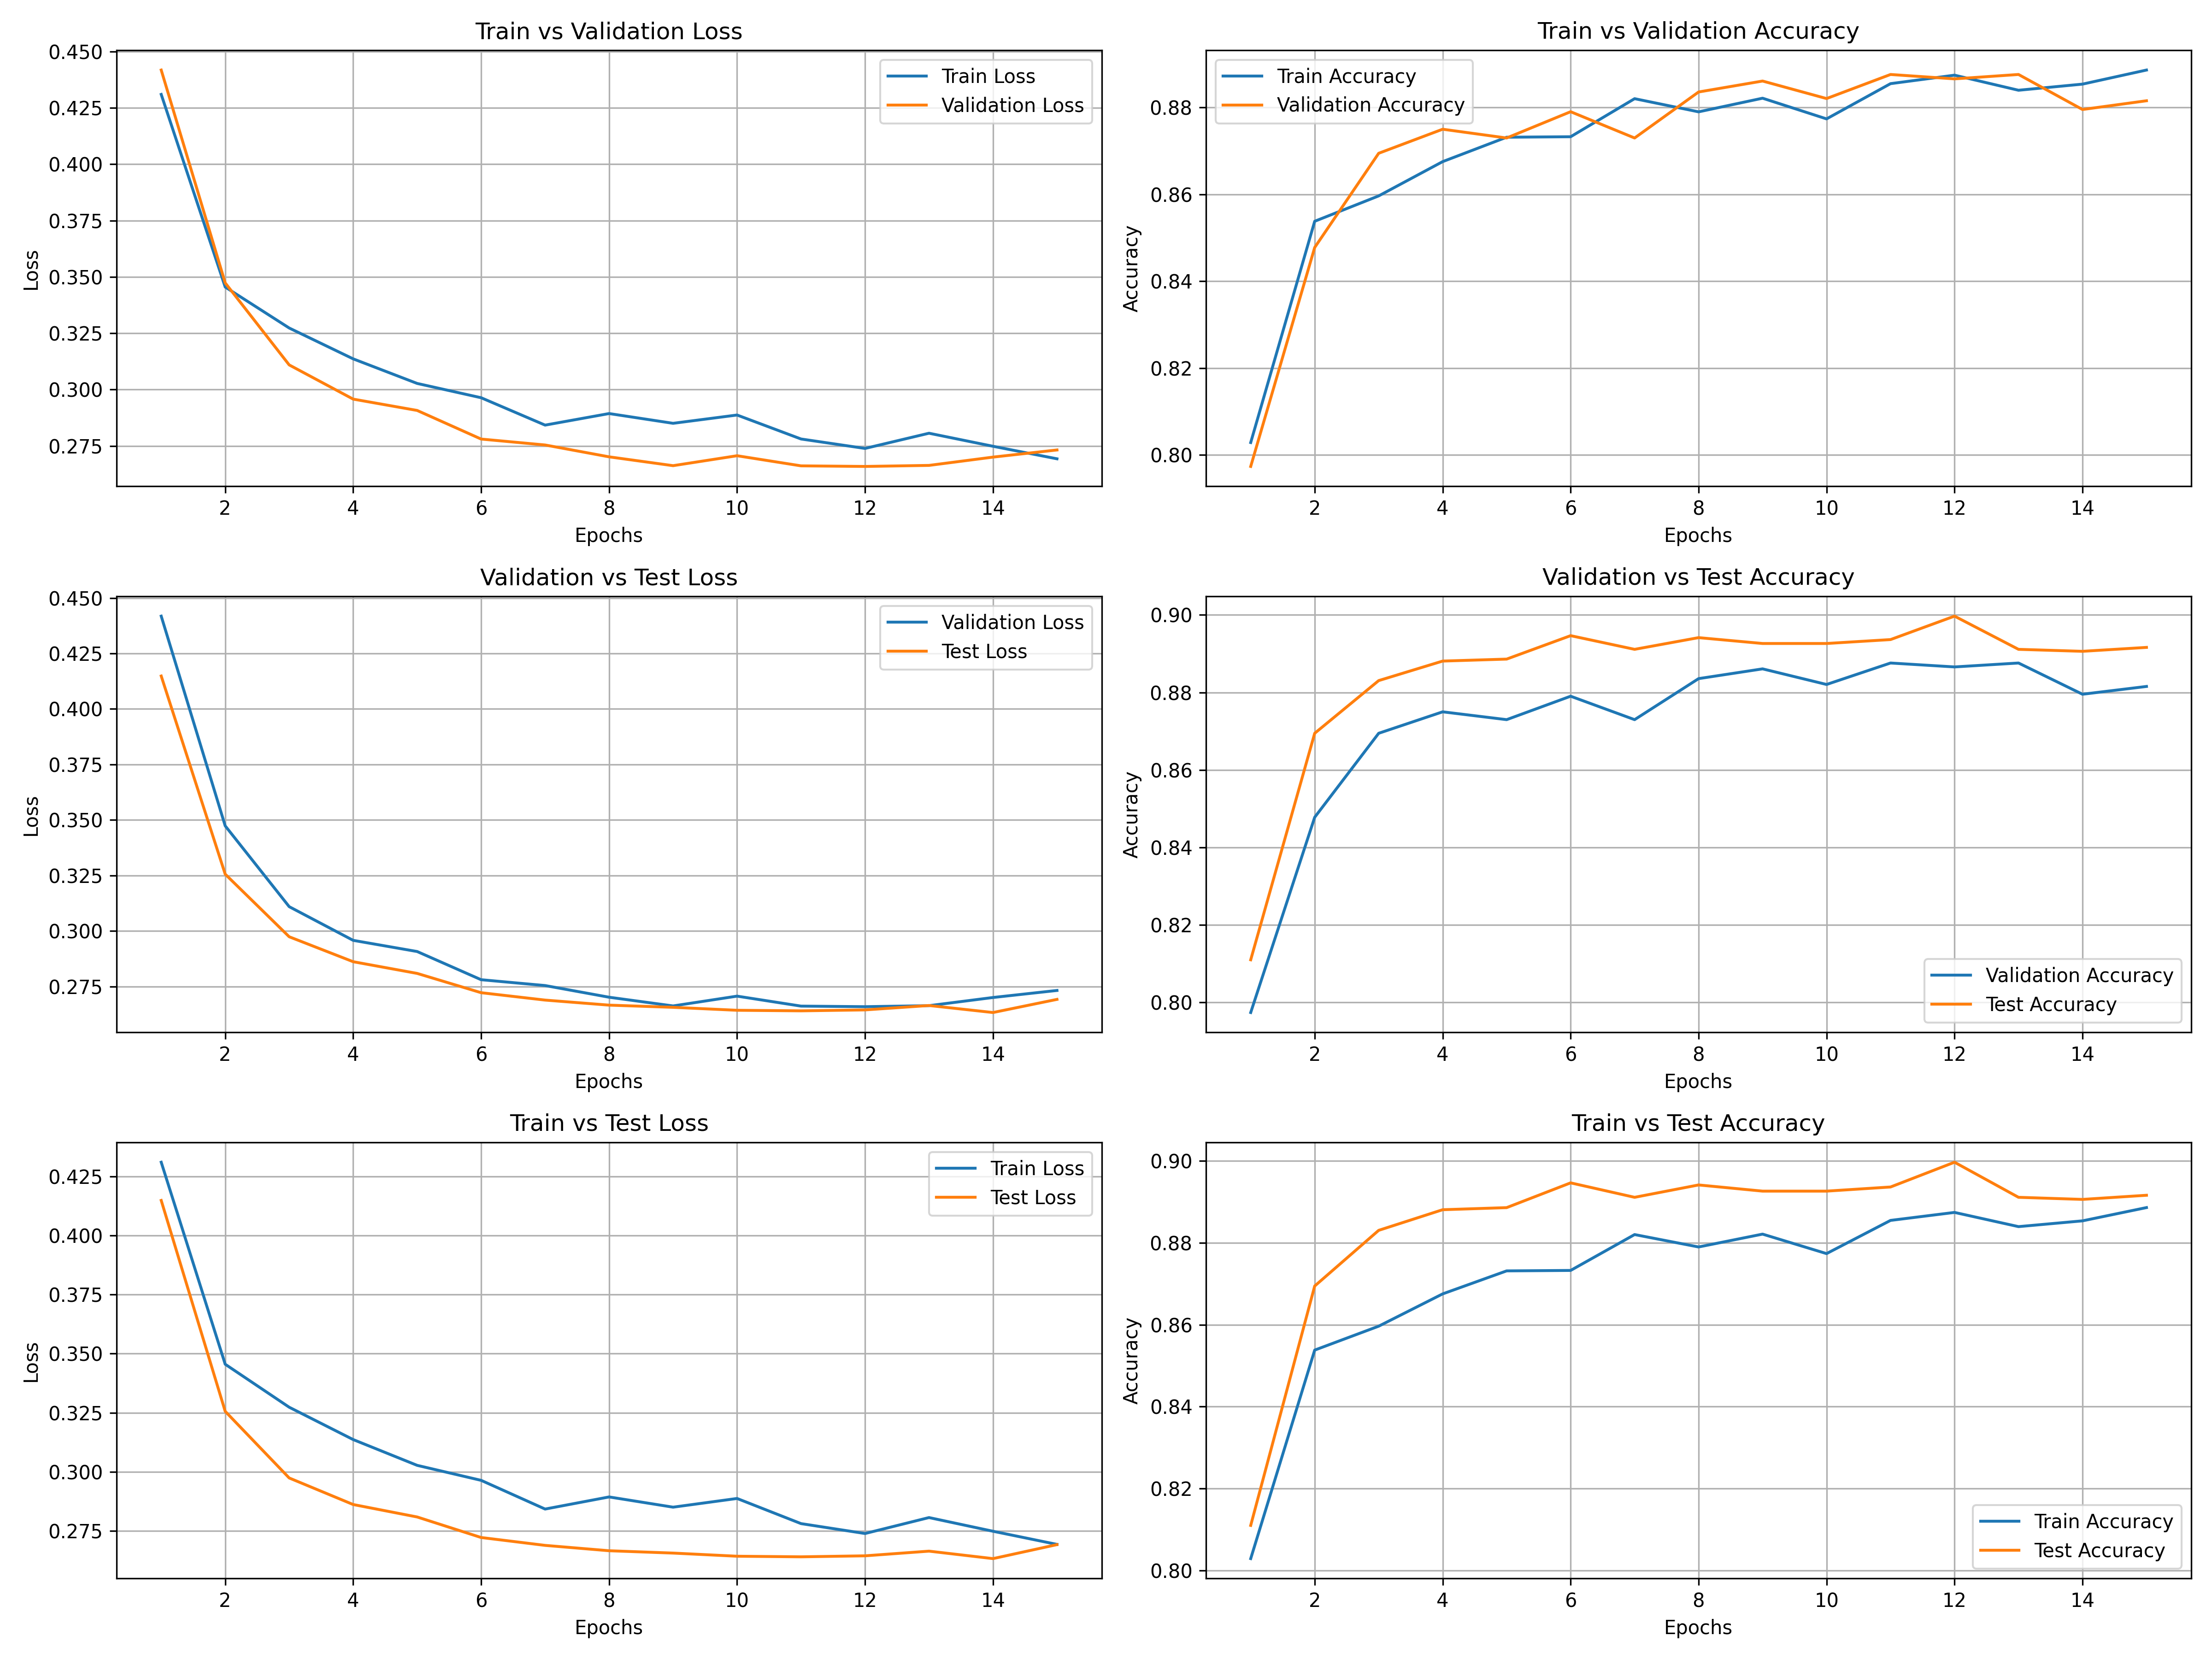 Train vs Validation Loss
0.450
0.425
0.400
0.375
0.350
0.325
0.300
0.275
Loss
Train Loss
Validation Loss
2 4 6 8 10 12 14
Epochs
Train vs Validation Accuracy
0.88
0.86
0.84
0.82
0.80
Accuracy
Train Accuracy
Validation Accuracy
2 4 6 8 10 12 14
Epochs
Validation vs Test Loss
0.450
0.425
0.400
0.375
0.350
0.325
0.300
0.275
Loss
Validation Loss
Test Loss
2 4 6 8 10 12 14
Epochs
Validation vs Test Accuracy
0.90
0.88
0.86
0.84
0.82
0.80
Accuracy
Validation Accuracy
Test Accuracy
2 4 6 8 10 12 14
Epochs
Train vs Test Loss
0.425
0.400
0.375
0.350
0.325
0.300
0.275
Loss
Train Loss
Test Loss
2 4 6 8 10 12 14
Epochs
Train vs Test Accuracy
0.90
0.88
0.86
0.84
0.82
0.80
Accuracy
Train Accuracy
Test Accuracy
2 4 6 8 10 12 14
Epochs